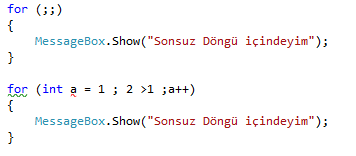 for (;;)
{
MessageBox.Show("Sonsuz Döngü içindeyim");
}
for (int a = 1 ; 2 >1 ;a++)
{
MessageBox.Show("Sonsuz Döngü içindeyim");
}